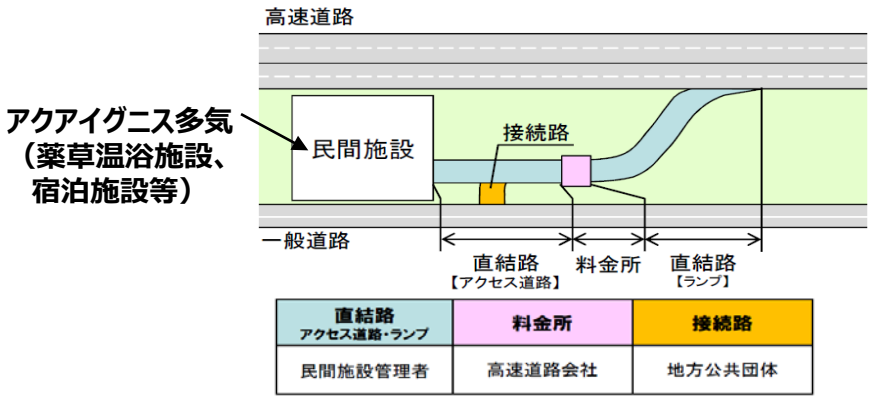 高速道路
アクアイグニス多気
（薬草温浴施設、
宿泊施設等）
民間施設
接続路
一般道路
直結路
【アクセス道路】
料金所
直結路
【ランプ】
直結路
アクセス道路・ランプ
料金所
接続路
民間施設管理者
高速道路会社
地方公共団体